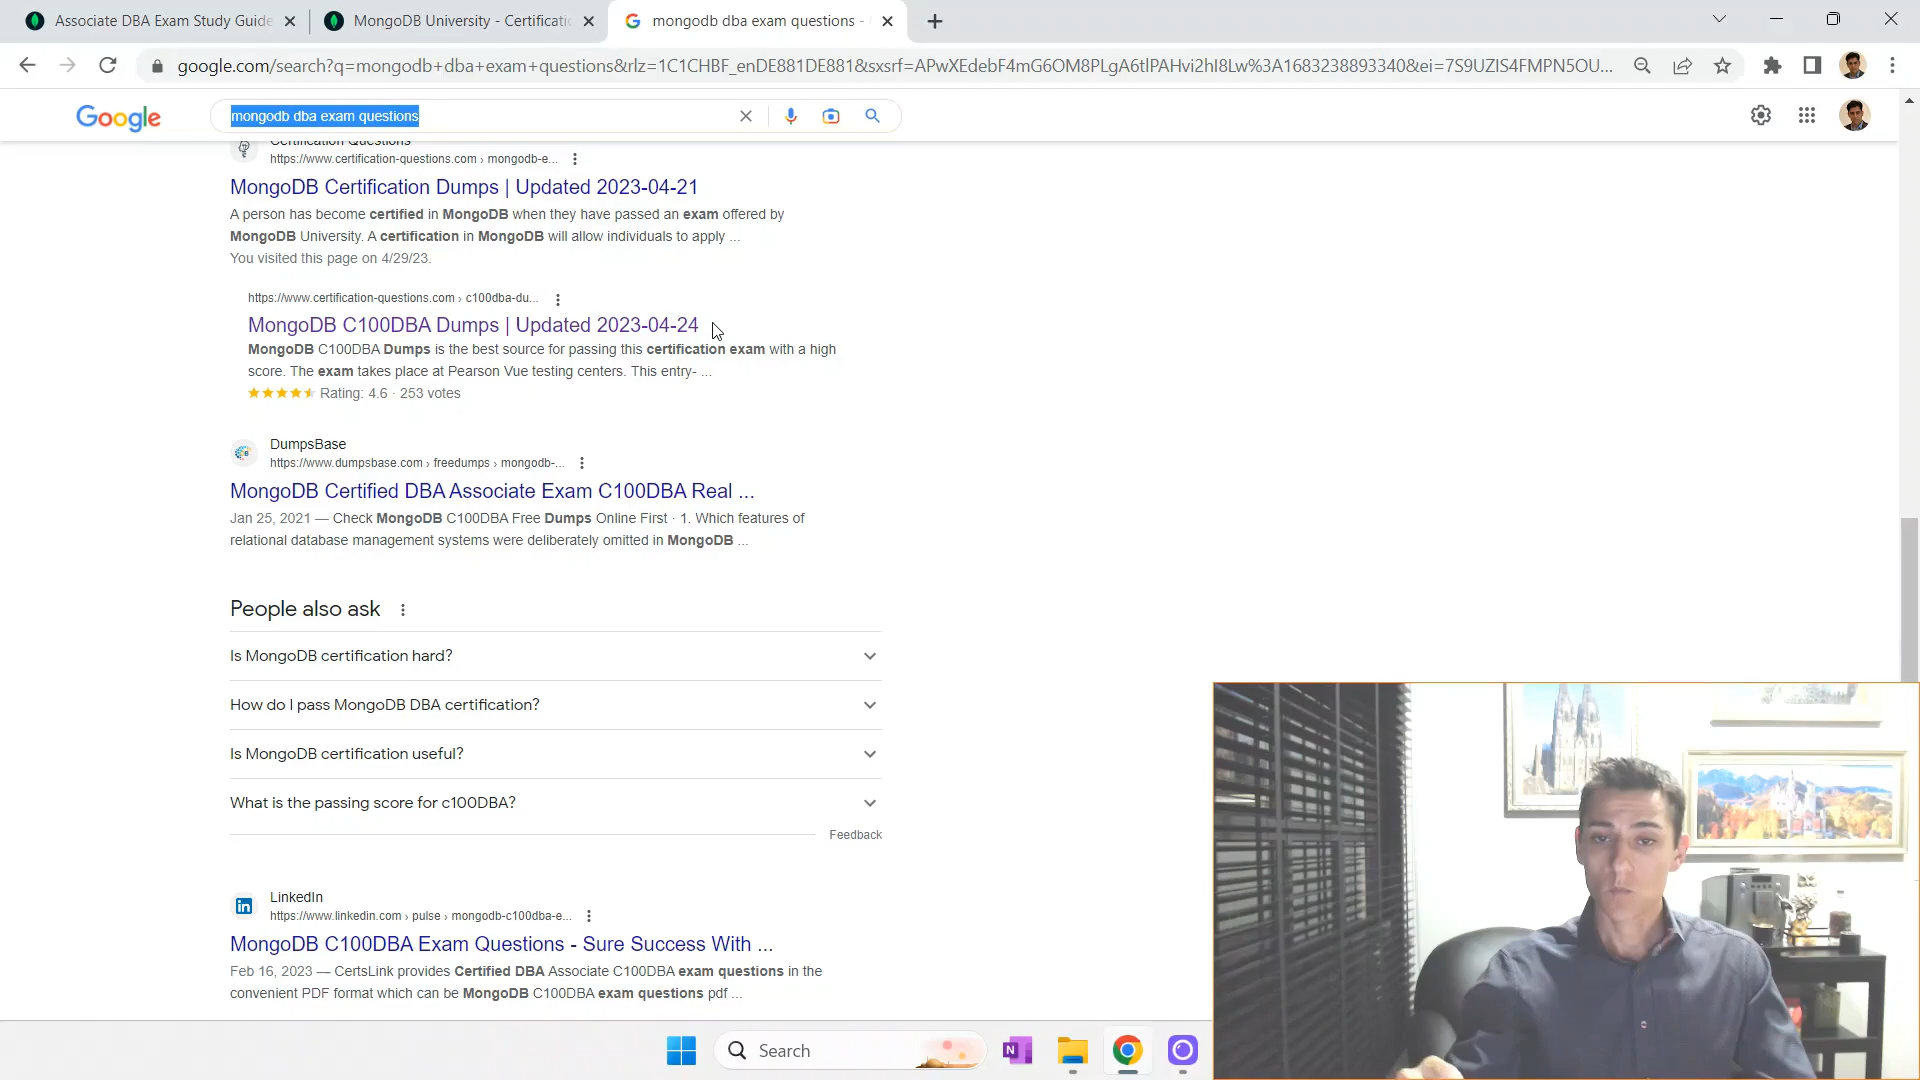 Associate DBA Exam Study Guide
MongoDB University - Certificatio
mongodb dba exam questions -
google.com/search?q=mongodb+dba+exam+questions&rlz=1C1CHBF_enDE881DE881&sxsrf=APwXEdebF4mG6OM8PLgA6tlPAHvi2hI8Lw%3A1683238893340&ei=7S9UZIS4FMPN5OU...
Google
mongodb dba exam questions
Certification Questions
https://www.certification-questions.com › mongodb-e...
MongoDB Certification Dumps | Updated 2023-04-21
A person has become certified in MongoDB when they have passed an exam offered by
MongoDB University. A certification in MongoDB will allow individuals to apply ...
You visited this page on 4/29/23.
https://www.certification-questions.com › c100dba-du...
MongoDB C100DBA Dumps | Updated 2023-04-24
MongoDB C100DBA Dumps is the best source for passing this certification exam with a high
score. The exam takes place at Pearson Vue testing centers. This entry- ...
Rating: 4.6 · 253 votes
DumpsBase
https://www.dumpsbase.com › freedumps › mongodb-...
MongoDB Certified DBA Associate Exam C100DBA Real ...
Jan 25, 2021 — Check MongoDB C100DBA Free Dumps Online First · 1. Which features of
relational database management systems were deliberately omitted in MongoDB ...
People also ask
Is MongoDB certification hard?
How do I pass MongoDB DBA certification?
Is MongoDB certification useful?
What is the passing score for c100DBA?
Feedback
LinkedIn
https://www.linkedin.com › pulse › mongodb-c100dba-e...
MongoDB C100DBA Exam Questions - Sure Success With ...
Feb 16, 2023 — CertsLink provides Certified DBA Associate C100DBA exam questions in the
convenient PDF format which can be MongoDB C100DBA exam questions pdf ...
Search